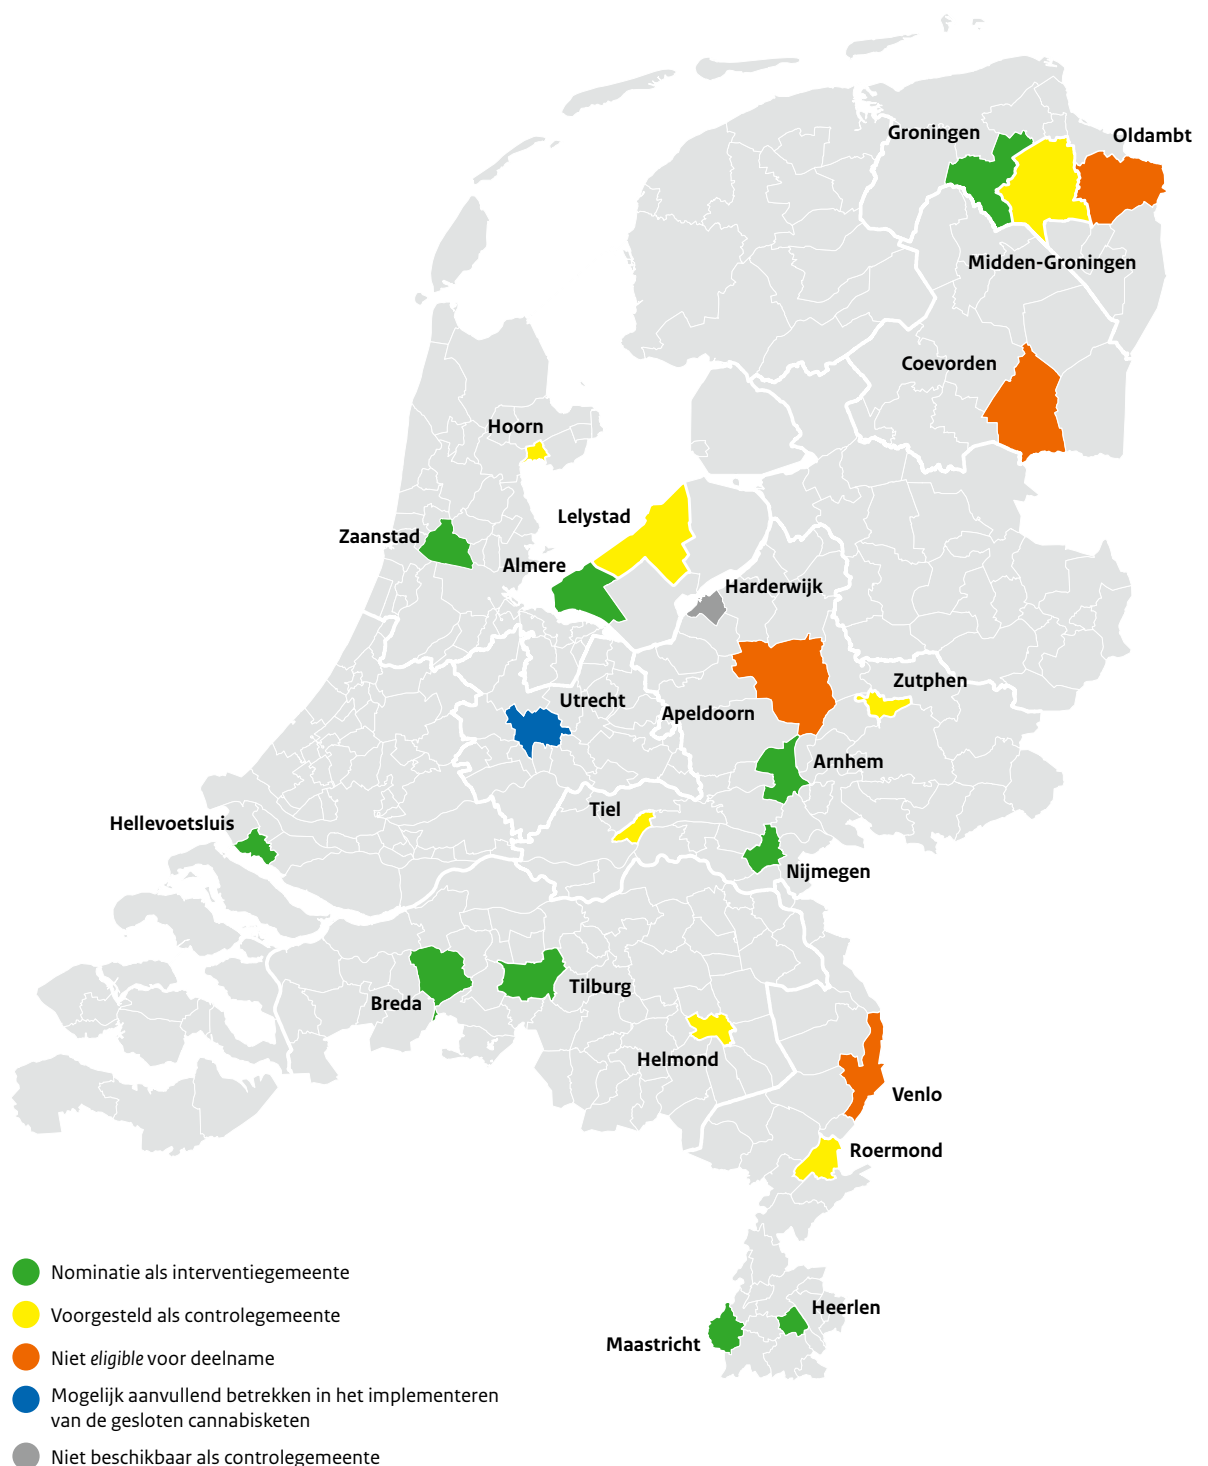 Groningen
Oldambt
Midden-Groningen
Coevorden
Hoorn
Lelystad
Zaanstad
Almere
Harderwijk
Zutphen
Utrecht
Apeldoorn
Arnhem
Tiel
Hellevoetsluis
Nijmegen
Tilburg
Breda
Helmond
Venlo
Roermond
Heerlen
Maastricht
Nominatie als interventiegemeente
Voorgesteld als controlegemeente
Niet eligible voor deelname
Mogelijk aanvullend betrekken in het implementeren
van de gesloten cannabisketen
Niet beschikbaar als controlegemeente